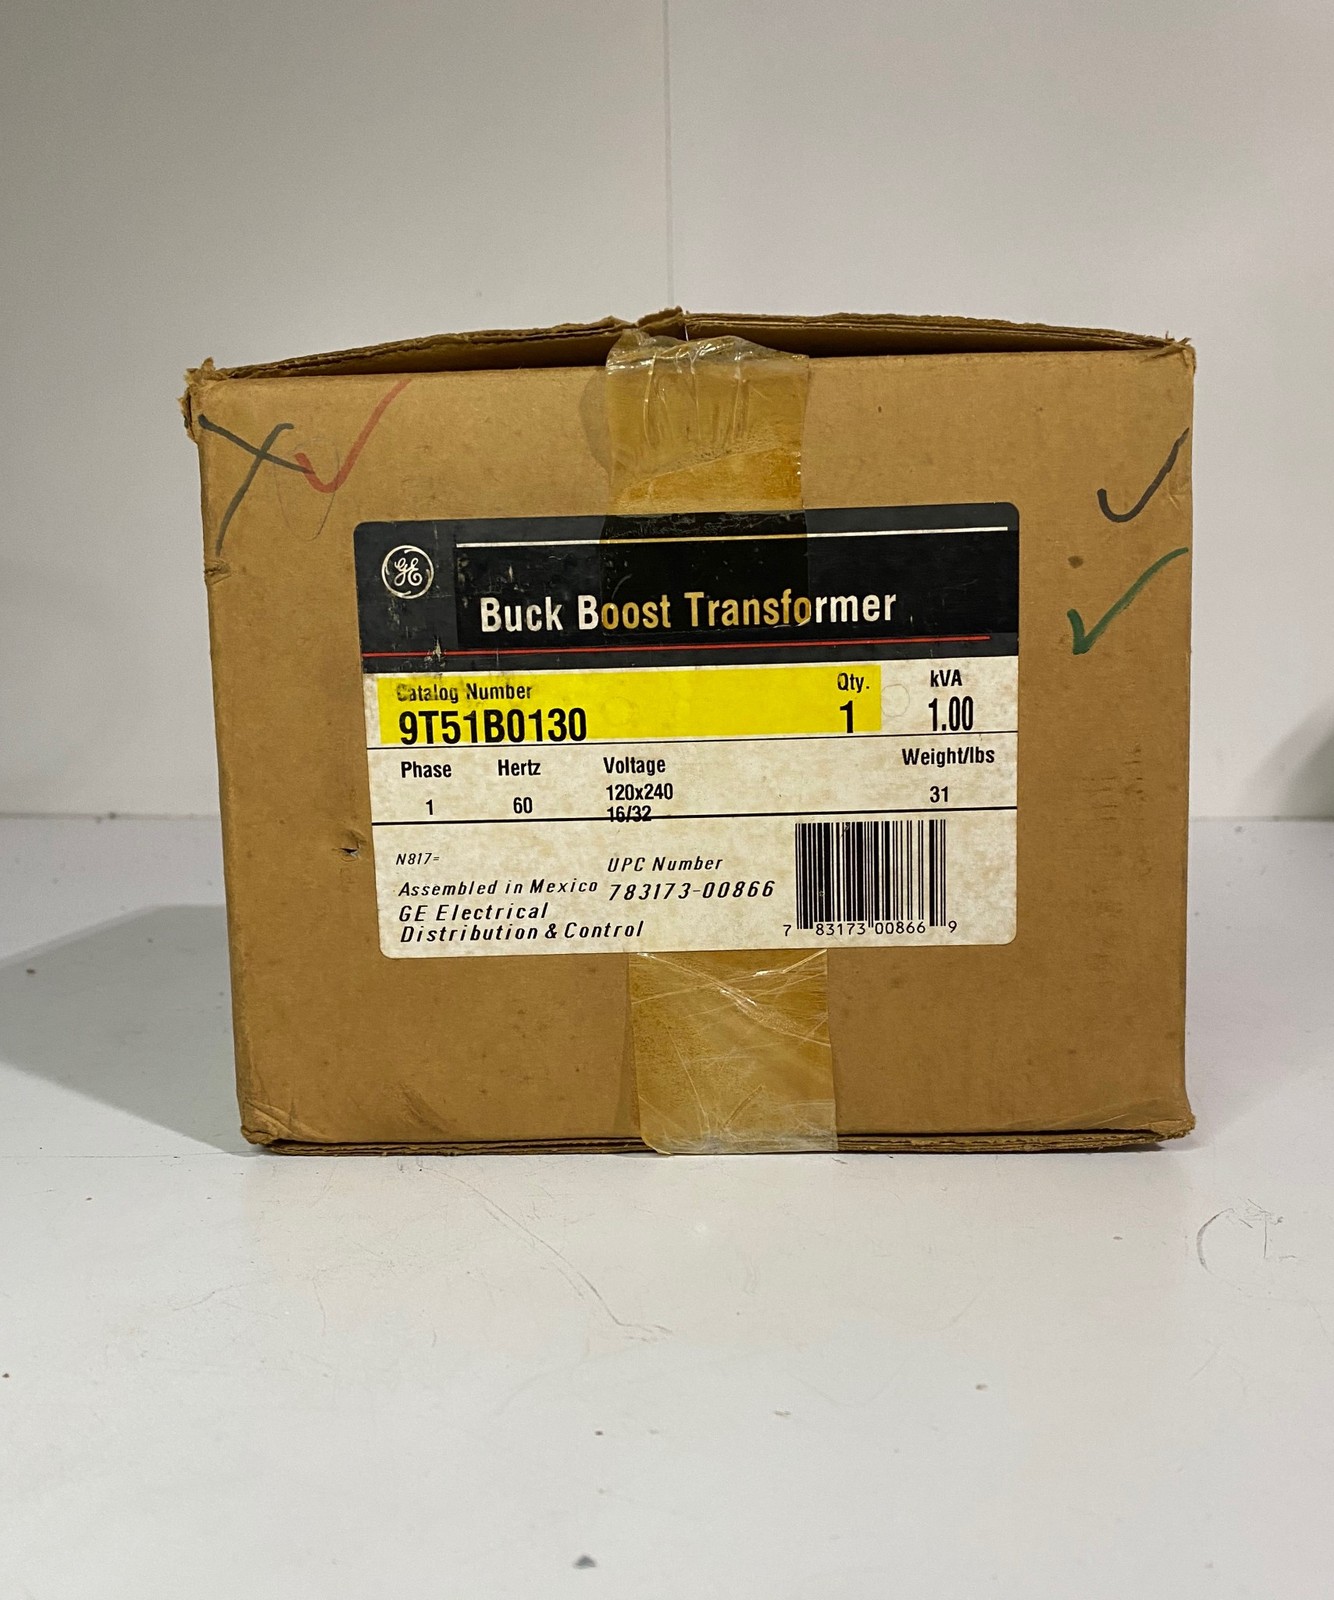 GE
Buck Boost Transformer
Catalog Number Qty. kVA
9T51B0130 1 1.00
Phase Hertz Voltage Weight/lbs
1 60 120x240 31
16/32
N817=
UPC Number
Assembled in Mexico 783173-00866
GE Electrical
Distribution & Control
7 83173 00866 9